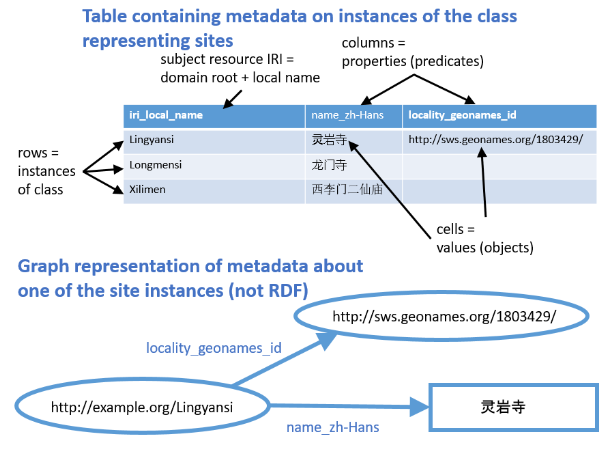 Table containing metadata on instances of the class
representing sites
columns =
properties (predicates)
subject resource IRI =
domain root + local name
iri_local_name name_zh-Hans locality_geonames_id
Lingyansi 灵岩寺 http://sws.geonames.org/1803429/
Longmensi 龙门寺
Xilimen 西李门二仙庙
rows =
instances
of class
cells =
values (objects)
Graph representation of metadata about
one of the site instances (not RDF)
http://sws.geonames.org/1803429/
locality_geonames_id
http://example.org/Lingyansi
灵岩寺
name_zh-Hans